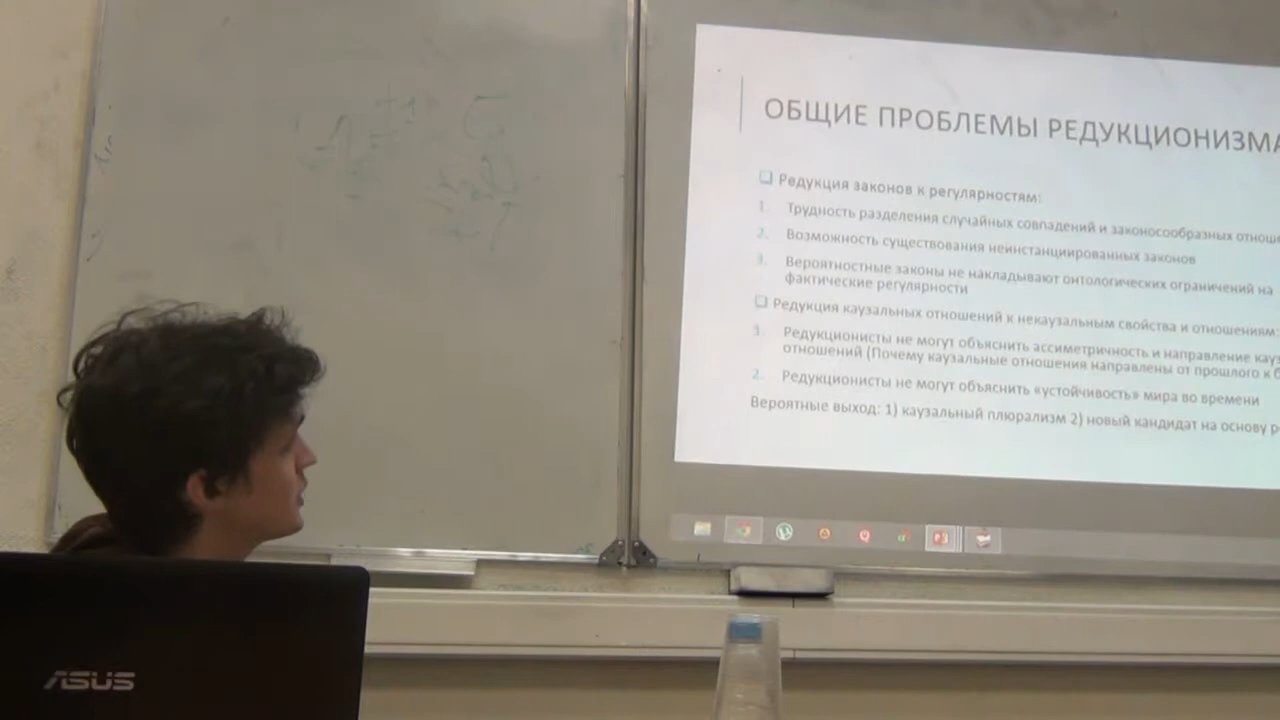 ОБЩИЕ ПРОБЛЕМЫ РЕДУКЦИОНИЗМА
Редукция законов к регулярностям:
1. Трудность разделения случайных совпадений и законосообразных отноше
2. Возможность существования неинстанциированных законов
3. Вероятностные законы не накладывают онтологических ограничений на
фактические регулярности
Редукция каузальных отношений к некаузальным свойства и отношениям:
1. Редукционисты не могут объяснить ассиметричность и направление кауз
отношений (Почему каузальные отношения направлены от прошлого к б
2. Редукционисты не могут объяснить «устойчивость» мира во времени
Вероятные выход: 1) каузальный плюрализм 2) новый кандидат на основу р
ASUS